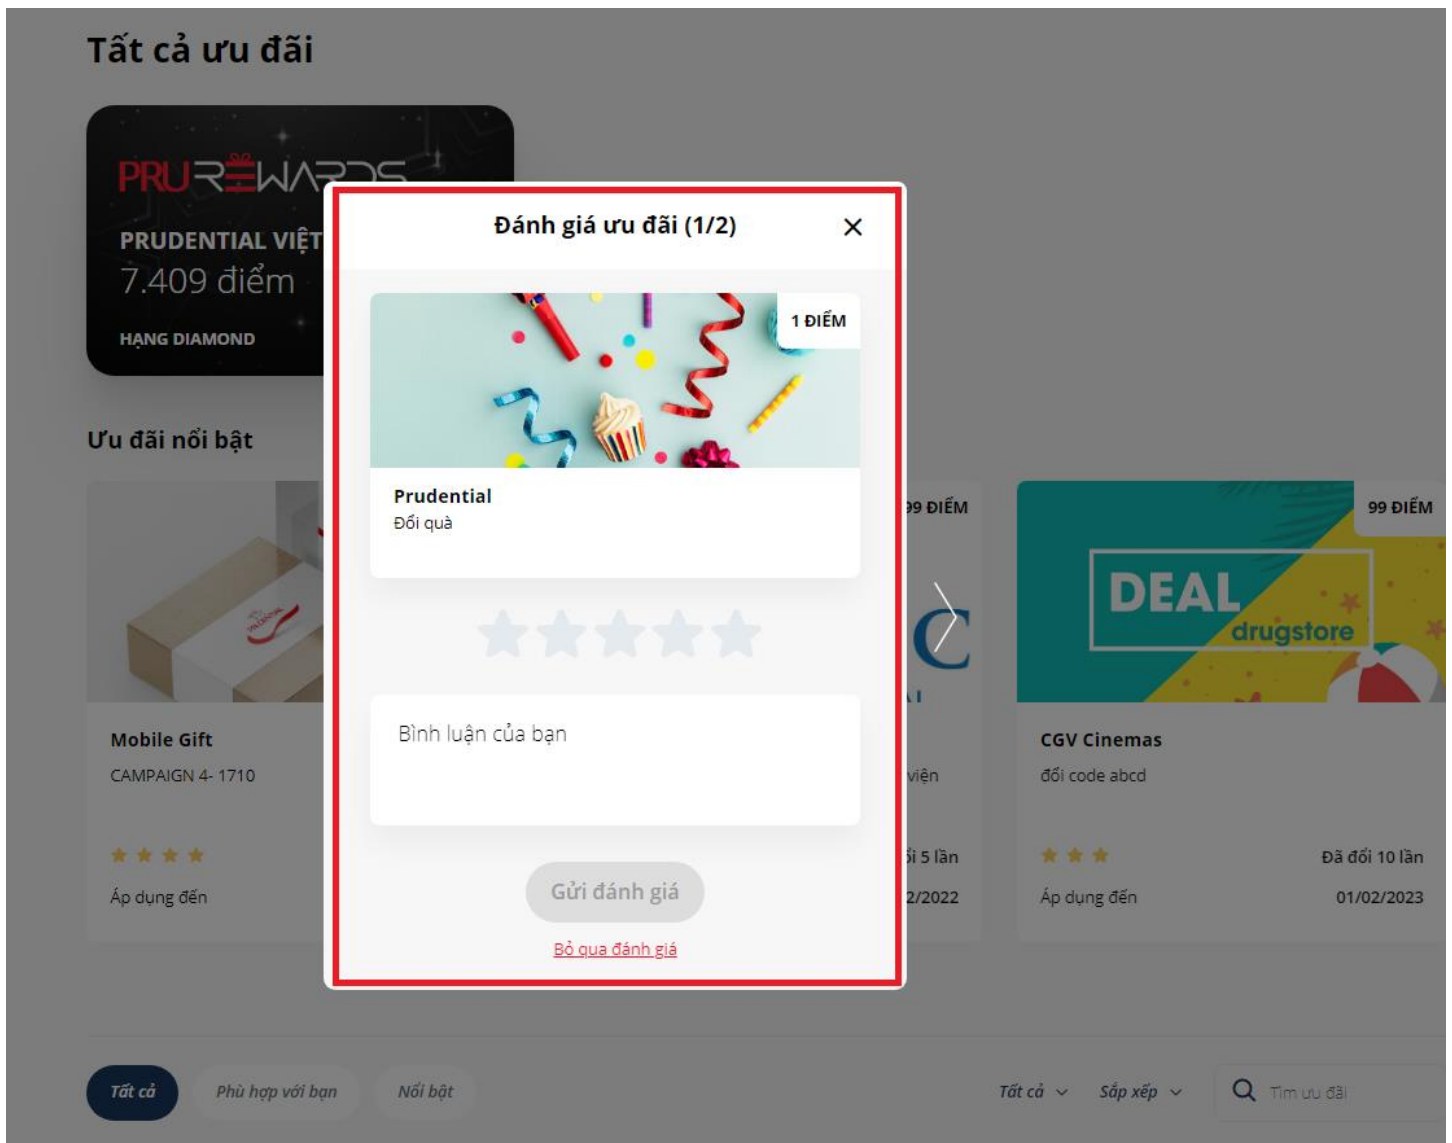 Tất cả ưu đãi
PRUREWARDS
PRUDENTIAL VIỆT
7.409 điểm
HẠNG DIAMOND
Đánh giá ưu đãi (1/2)
1 ĐIỂM
Prudential
Đổi quà
Bình luận của bạn
Gửi đánh giá
Bỏ qua đánh giá
Ưu đãi nổi bật
Mobile Gift
CAMPAIGN 4- 1710
Áp dụng đến
99 ĐIỂM
C
viện
ổi 5 lần
2/2022
99 ĐIỂM
DEAL
drugstore
CGV Cinemas
đổi code abcd
Đã đổi 10 lần
Áp dụng đến
01/02/2023
Tất cả
Phù hợp với bạn
Nổi bật
Tất cả
Sắp xếp
Tìm ưu đãi